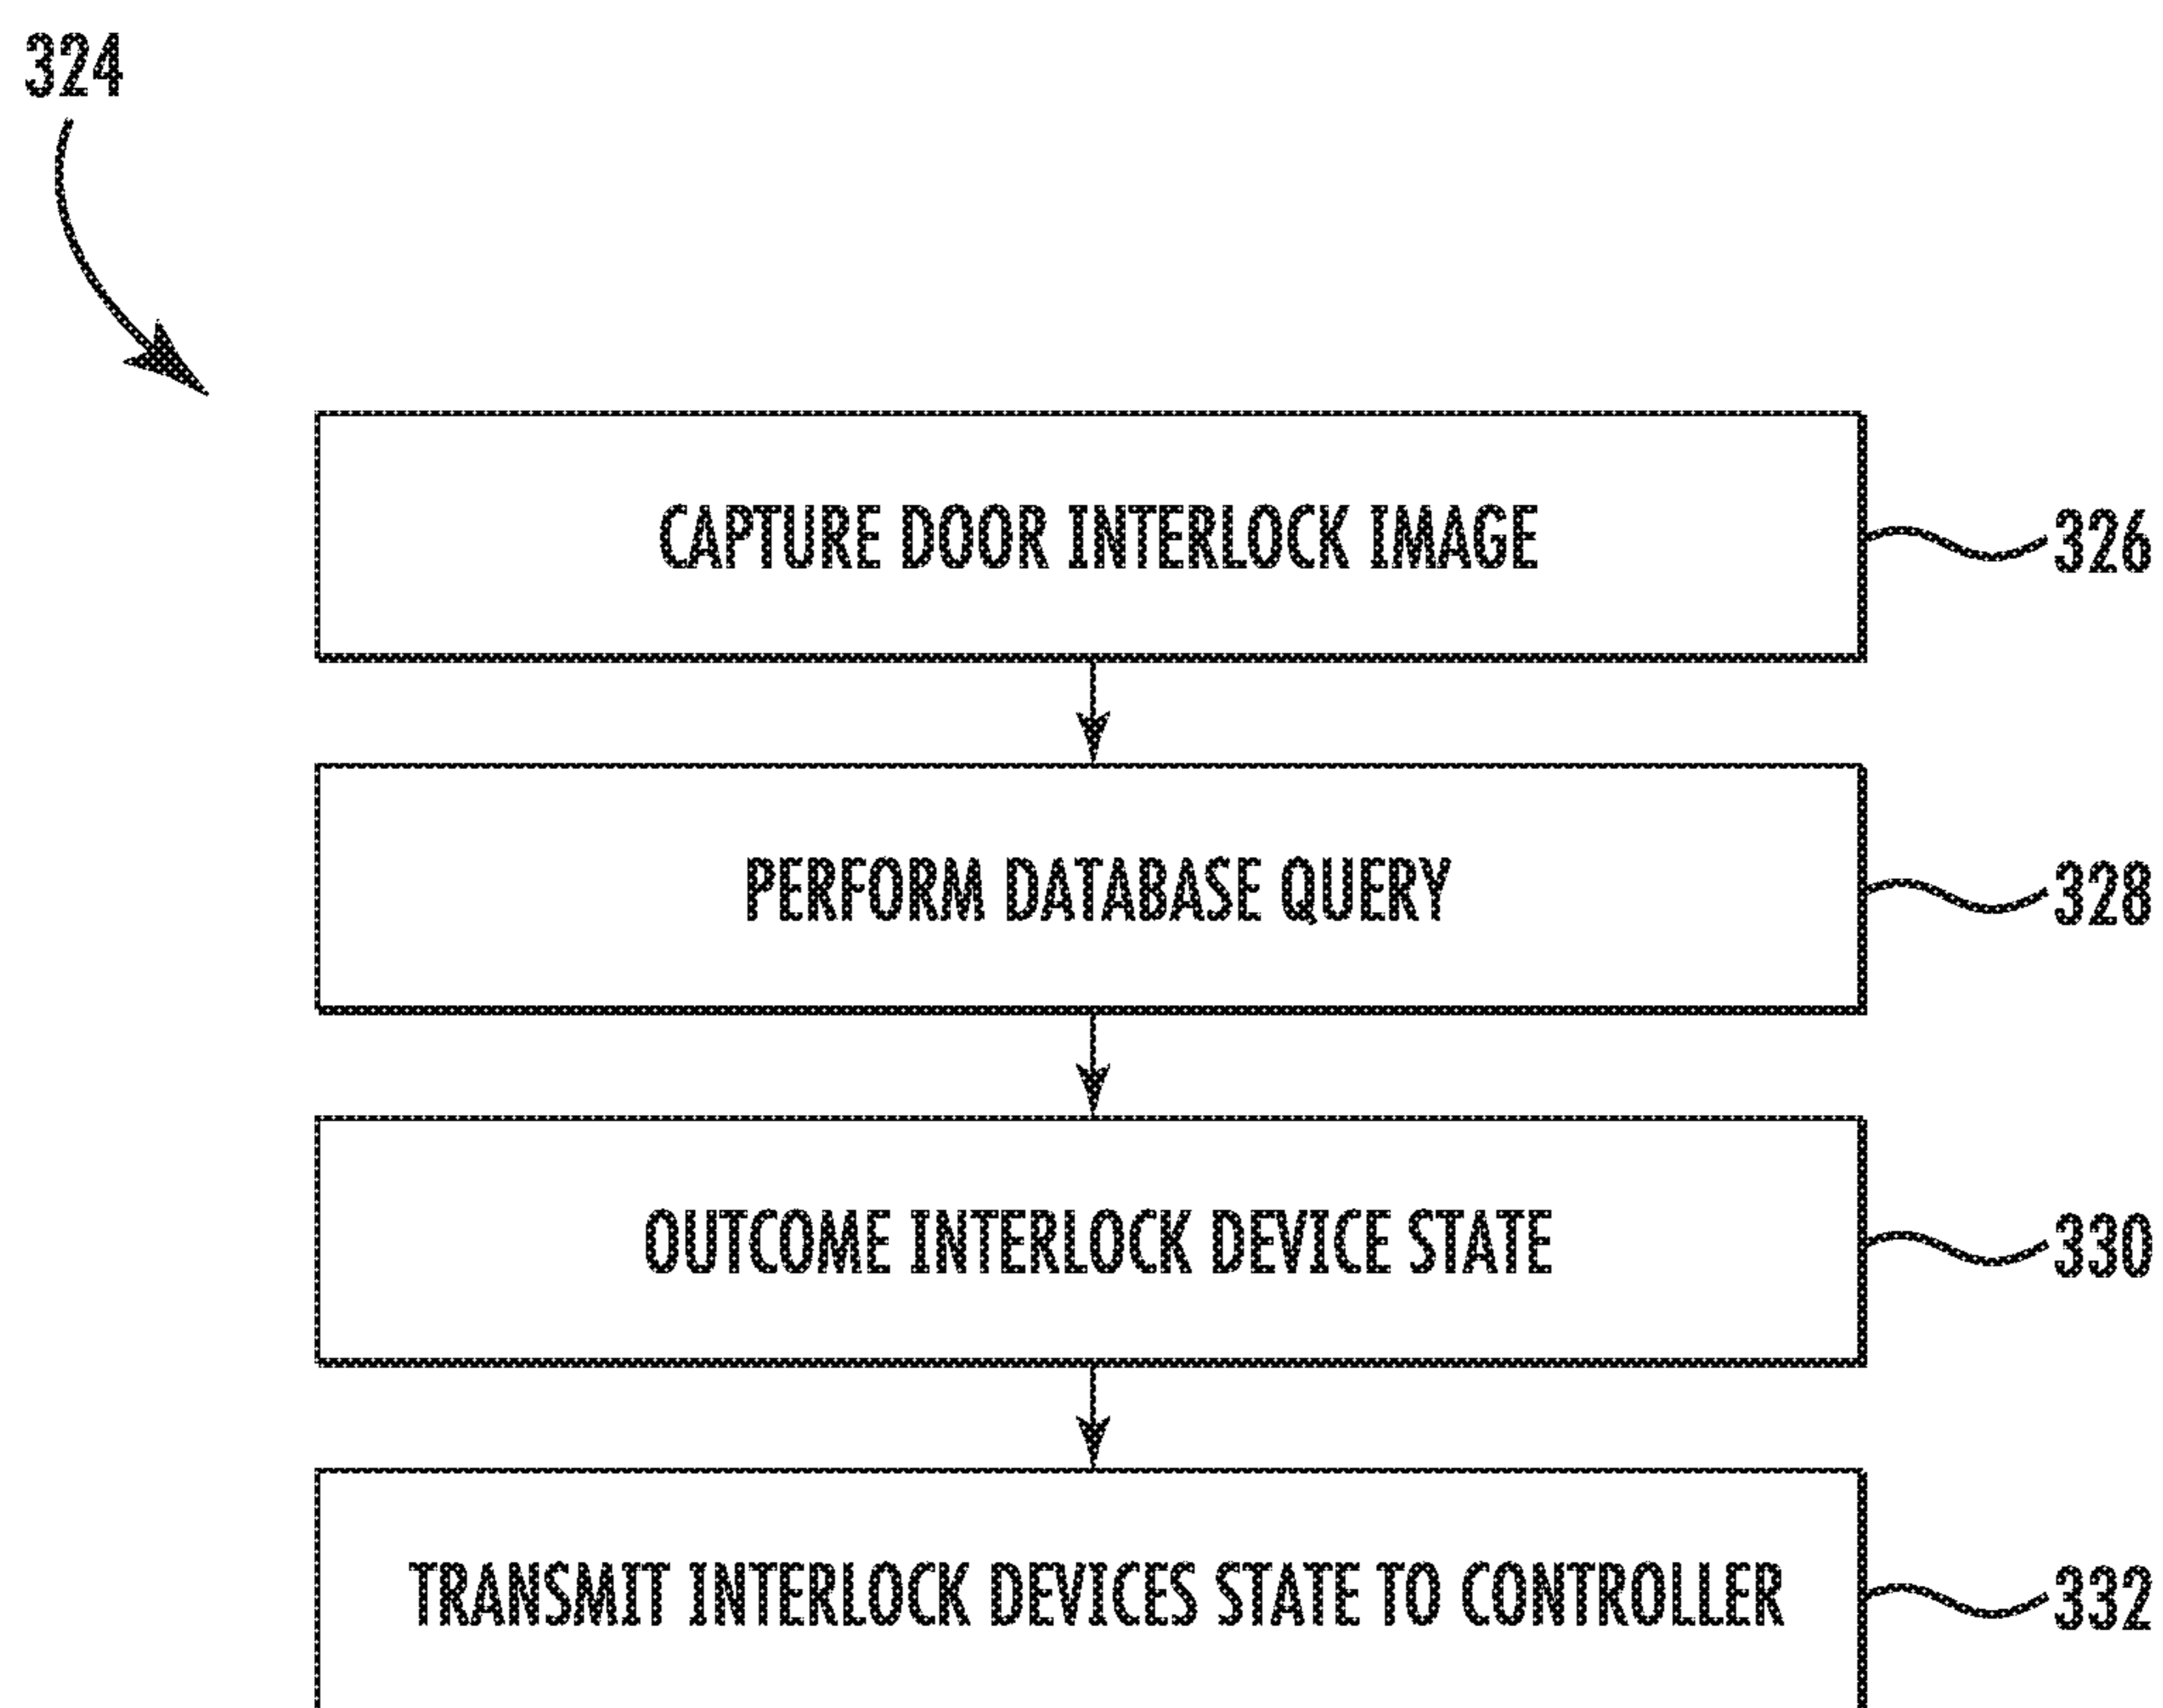 324
CAPTURE DOOR INTERLOCK IMAGE
326
PERFORM DATABASE QUERY
328
OUTCOME INTERLOCK DEVICE STATE
330
TRANSMIT INTERLOCK DEVICES STATE TO CONTROLLER
332